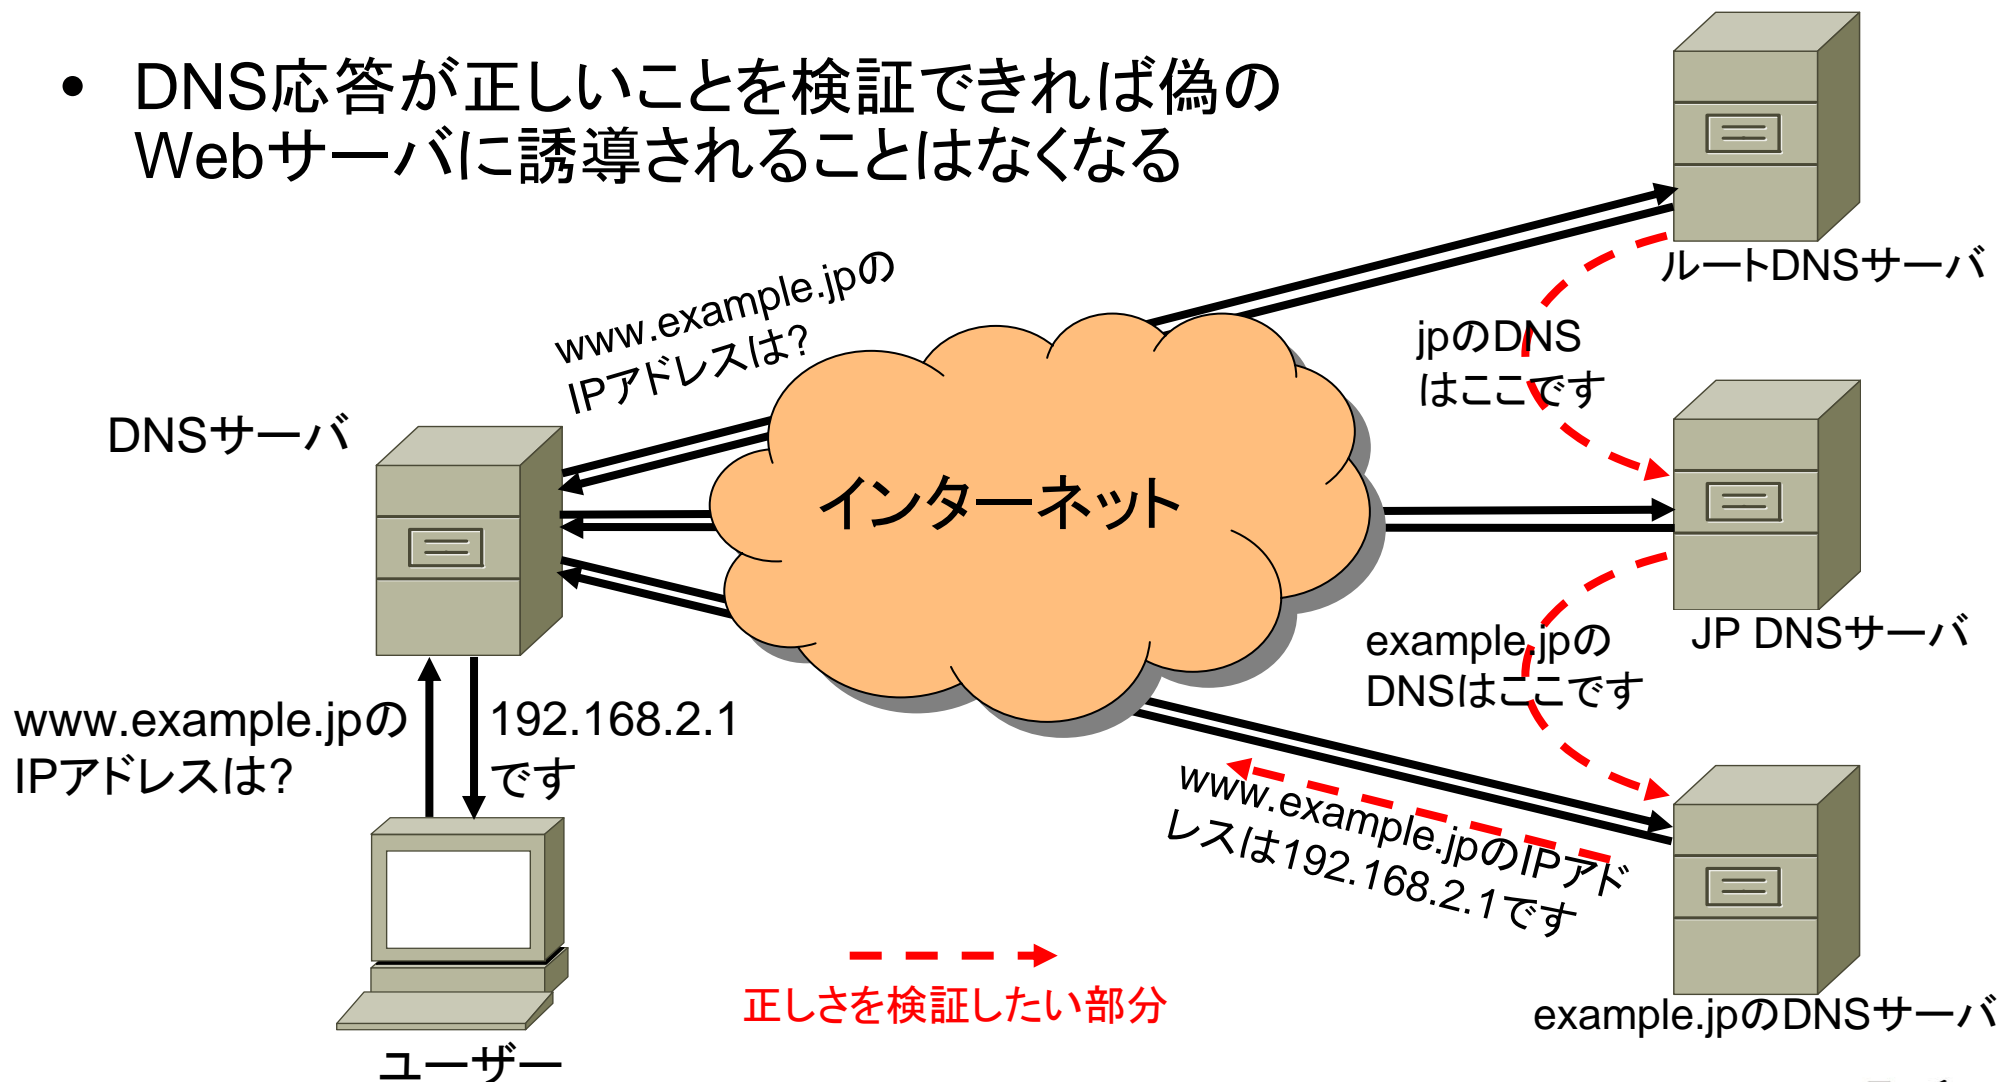 • DNS応答が正しいことを検証できれば偽の
Webサーバに誘導されることはなくなる
ルートDNSサーバ
www.example.jpの
IPアドレスは?
jpのDNS
はここです
DNSサーバ
インターネット
JP DNSサーバ
example.jpの
DNSはここです
www.example.jpの
IPアドレスは?
192.168.2.1
です
www.example.jpのIPアド
レスは192.168.2.1です
正しさを検証したい部分
example.jpのDNSサーバ
ユーザー